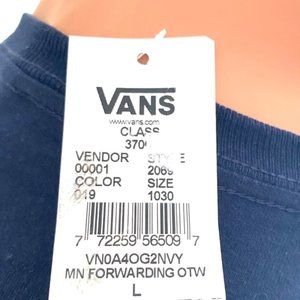 VANS
www.vans.com
CLASS
VENDOR
00001
COLOR SIZE
019 1030
7 72259 56509 7
VN0A4OG2NVY
MN FORWARDING OTW
L